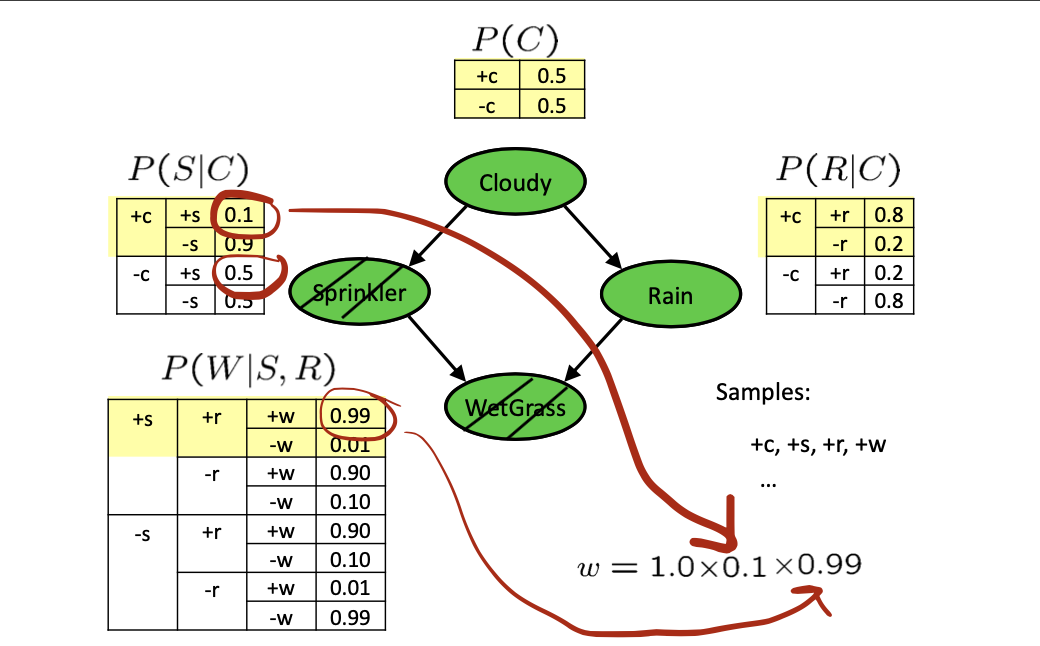 P(C)
+c 0.5
-c 0.5
P(S|C)
+c +s 0.1
-s 0.9
-c +s 0.5
-s 0.5
Cloudy
P(R|C)
+c +r 0.8
-r 0.2
-c +r 0.2
-r 0.8
Sprinkler
Rain
P(W|S, R)
+s +r +w 0.99
-w 0.01
-r +w 0.90
-w 0.10
-s +r +w 0.90
-w 0.10
-r +w 0.01
-w 0.99
WetGrass
Samples:
+c, +s, +r, +w
...
w = 1.0×0.1×0.99